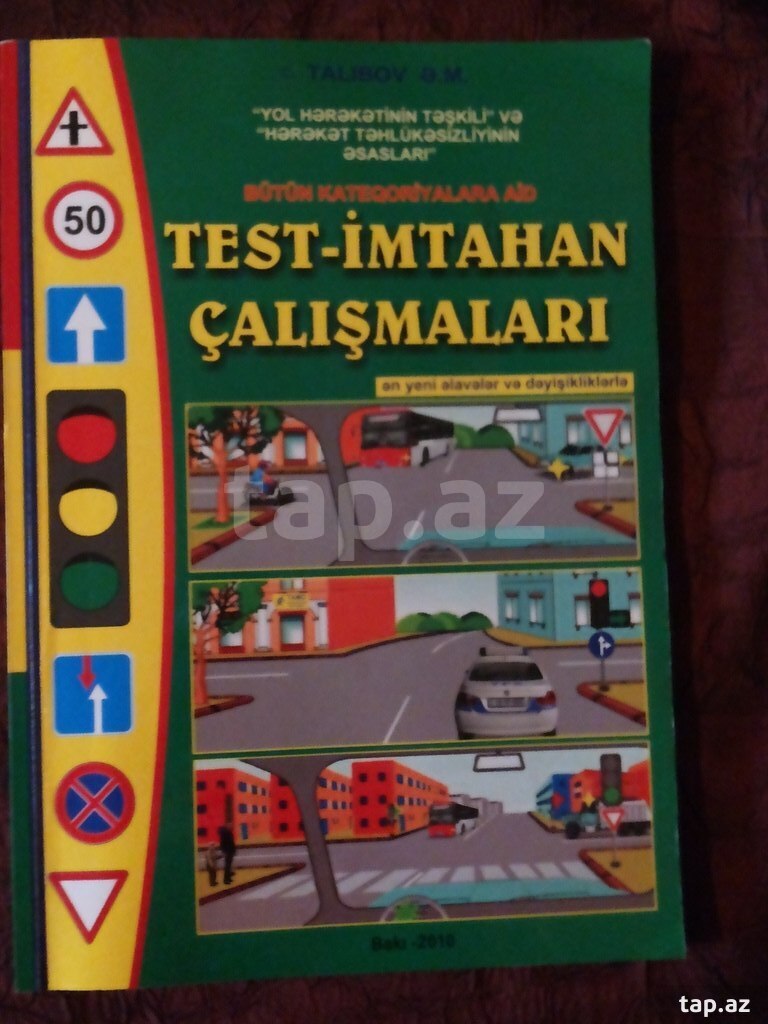 TALIBOV Ə.M.
"YOL HƏRƏKƏTİNİN TƏŞKİLİ" VƏ
"HƏRƏKƏT TƏHLÜKƏSİZLİYİNİN
ƏSASLARI"
BÜTÜN KATEQORİYALARA AİD
TEST-İMTAHAN
ÇALIŞMALARI
ən yeni əlavələr və dəyişikliklərlə
50
tap.az
Bakı -2010
tap.az